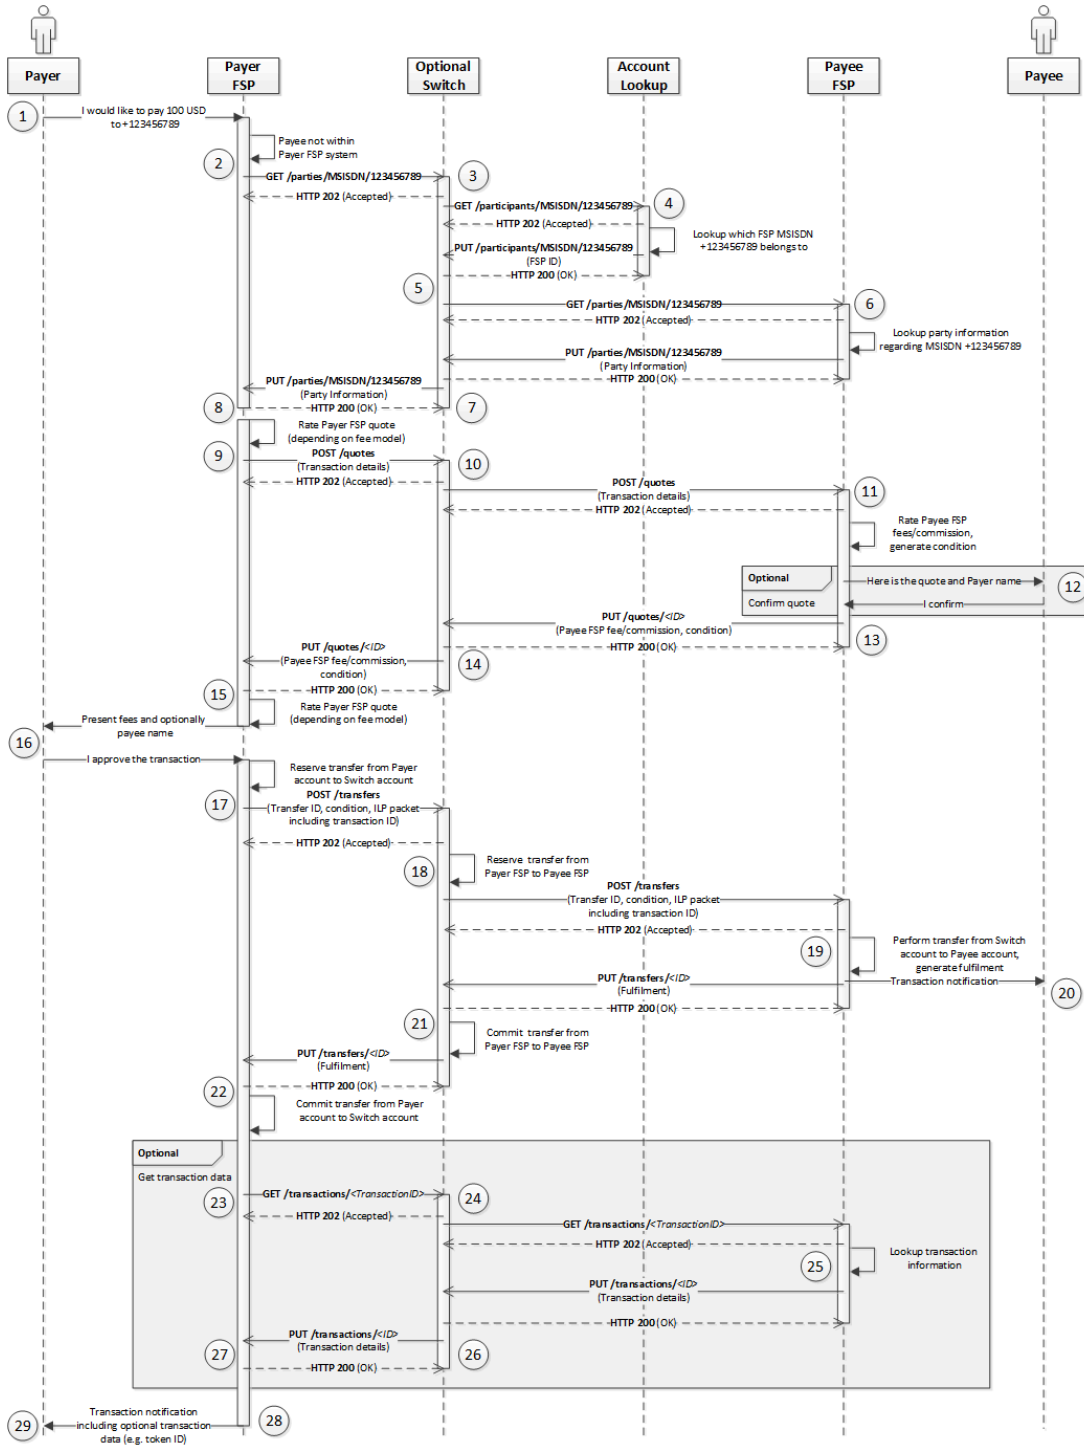 Payer
Payer
FSP
Optional
Switch
Account
Lookup
Payee
FSP
Payee
1
I would like to pay 100 USD
to +123456789
Payee not within
Payer FSP system
2
GET /parties/MSISDN/123456789
3
HTTP 202 (Accepted)
GET /participants/MSISDN/123456789
4
HTTP 202 (Accepted)
Lookup which FSP MSISDN
+123456789 belongs to
PUT /participants/MSISDN/123456789
(FSP ID)
HTTP 200 (OK)
5
GET /parties/MSISDN/123456789
6
HTTP 202 (Accepted)
Lookup party information
regarding MSISDN +123456789
PUT /parties/MSISDN/123456789
(Party Information)
HTTP 200 (OK)
PUT /parties/MSISDN/123456789
(Party Information)
8
HTTP 200 (OK)
7
Rate Payer FSP quote
(depending on fee model)
9
POST /quotes
(Transaction details)
10
HTTP 202 (Accepted)
POST /quotes
(Transaction details)
11
HTTP 202 (Accepted)
Rate Payee FSP
fees/commission,
generate condition
Optional
Here is the quote and Payer name
12
Confirm quote
I confirm
PUT /quotes/<ID>
(Payee FSP fee/commission, condition)
13
HTTP 200 (OK)
PUT /quotes/<ID>
(Payee FSP fee/commission,
condition)
14
HTTP 200 (OK)
15
Rate Payer FSP quote
(depending on fee model)
Present fees and optionally
payee name
16
I approve the transaction
Reserve transfer from Payer
account to Switch account
17
POST /transfers
(Transfer ID, condition, ILP packet
including transaction ID)
HTTP 202 (Accepted)
18
Reserve transfer from
Payer FSP to Payee FSP
POST /transfers
(Transfer ID, condition, ILP packet
including transaction ID)
HTTP 202 (Accepted)
19
Perform transfer from Switch
account to Payee account,
generate fulfilment
PUT /transfers/<ID>
(Fulfilment)
Transaction notification
20
HTTP 200 (OK)
21
Commit transfer from
Payer FSP to Payee FSP
PUT /transfers/<ID>
(Fulfilment)
22
HTTP 200 (OK)
Commit transfer from Payer
account to Switch account
Optional
Get transaction data
23
GET /transactions/<TransactionID>
24
HTTP 202 (Accepted)
GET /transactions/<TransactionID>
HTTP 202 (Accepted)
25
Lookup transaction
information
PUT /transactions/<ID>
(Transaction details)
HTTP 200 (OK)
PUT /transactions/<ID>
(Transaction details)
27
HTTP 200 (OK)
26
29
Transaction notification
including optional transaction
data (e.g. token ID)
28